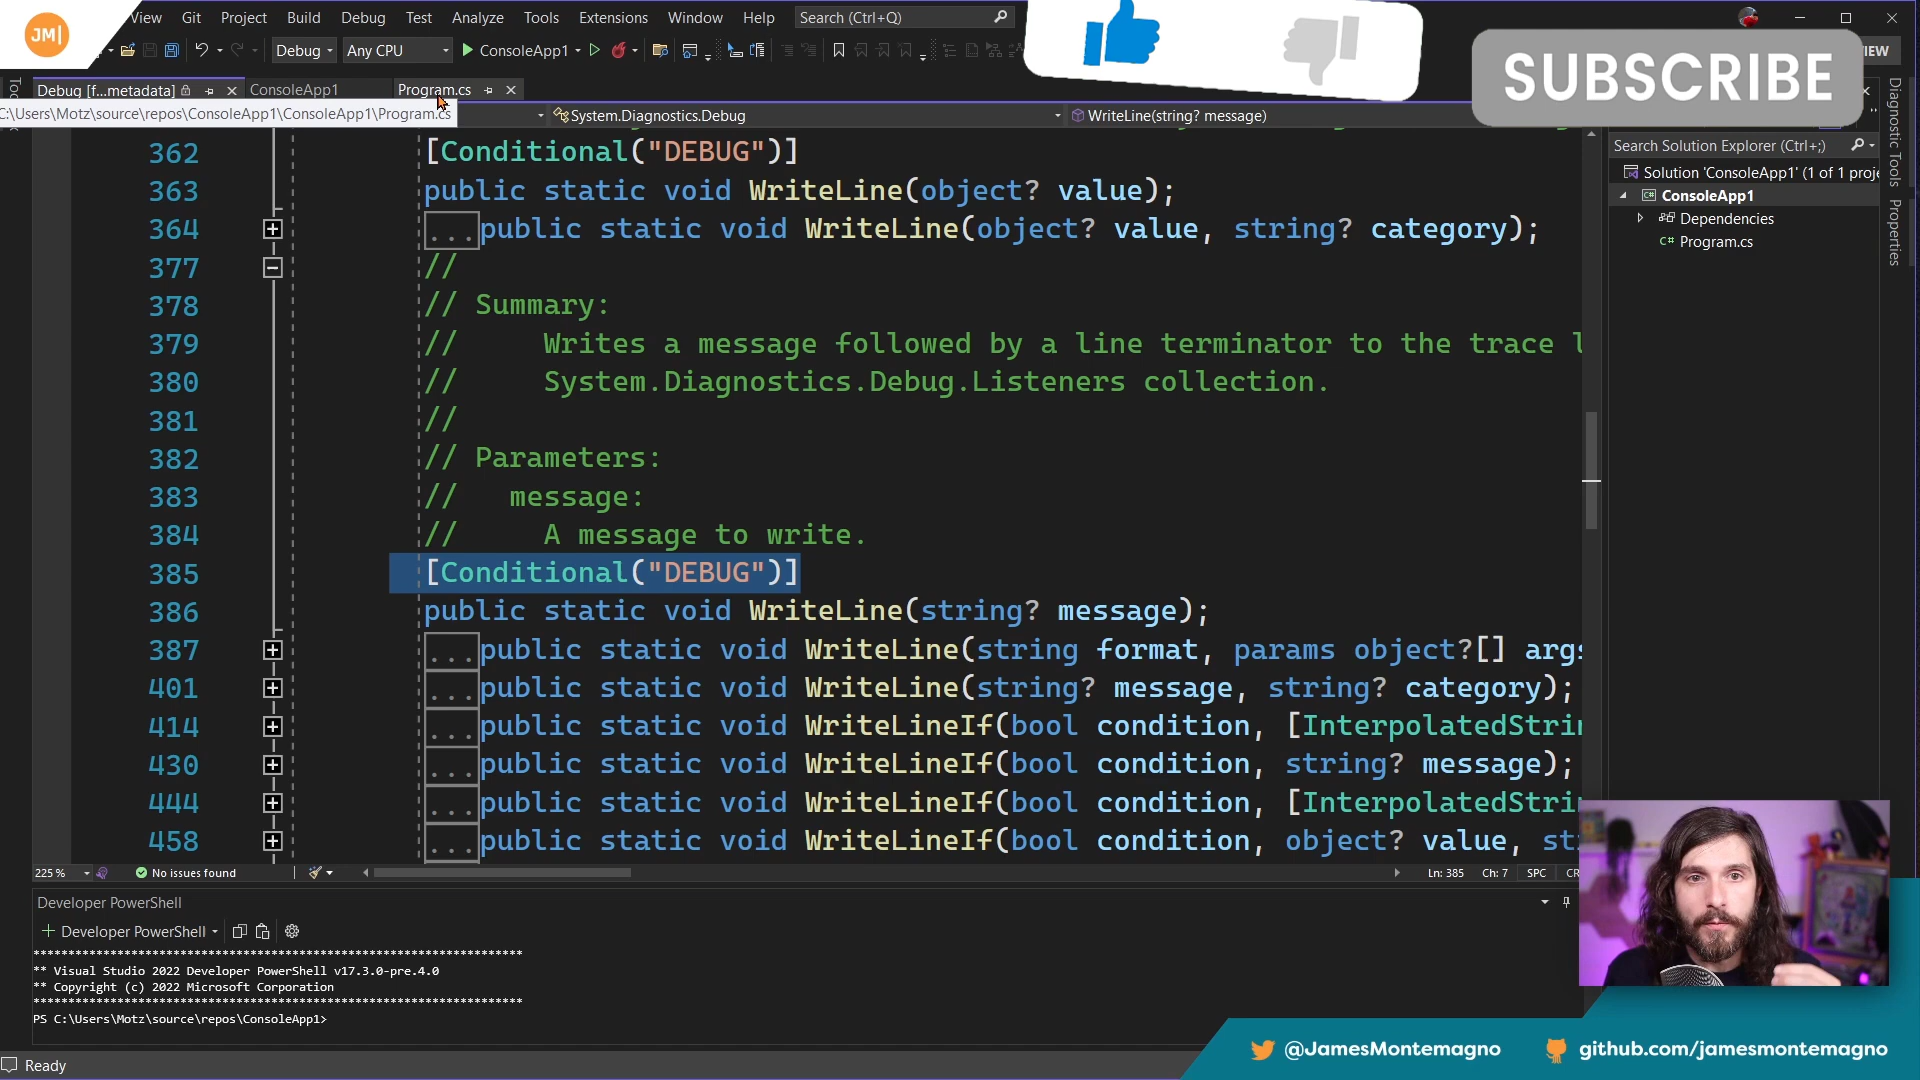 JM|
View Git Project Build Debug Test Analyze Tools Extensions Window Help Search (Ctrl+Q)
Debug Any CPU ConsoleApp1
SUBSCRIBE
Debug [f...metadata] ConsoleApp1 Program.cs
C:\Users\Motz\source\repos\ConsoleApp1\ConsoleApp1\Program.cs
System.Diagnostics.Debug WriteLine(string? message)
362 [Conditional("DEBUG")]
363 public static void WriteLine(object? value);
364 ...public static void WriteLine(object? value, string? category);
377 //
378 // Summary:
379 // Writes a message followed by a line terminator to the trace l
380 // System.Diagnostics.Debug.Listeners collection.
381 //
382 // Parameters:
383 // message:
384 // A message to write.
385 [Conditional("DEBUG")]
386 public static void WriteLine(string? message);
387 ...public static void WriteLine(string format, params object?[] args
401 ...public static void WriteLine(string? message, string? category);
414 ...public static void WriteLineIf(bool condition, [InterpolatedStrin
430 ...public static void WriteLineIf(bool condition, string? message);
444 ...public static void WriteLineIf(bool condition, [InterpolatedStrin
458 ...public static void WriteLineIf(bool condition, object? value, st
Search Solution Explorer (Ctrl+;)
Solution 'ConsoleApp1' (1 of 1 proje
ConsoleApp1
Dependencies
C# Program.cs
Diagnostic Tools
Properties
225 % No issues found Ln: 385 Ch: 7 SPC CR
Developer PowerShell
+ Developer PowerShell
**********************************************************************
** Visual Studio 2022 Developer PowerShell v17.3.0-pre.4.0
** Copyright (c) 2022 Microsoft Corporation
**********************************************************************
PS C:\Users\Motz\source\repos\ConsoleApp1>
Ready
@JamesMontemagno github.com/jamesmontemagno